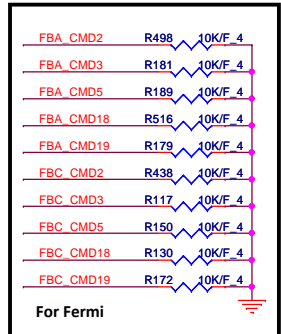 FBA_CMD2 R498 10K/F_4
FBA_CMD3 R181 10K/F_4
FBA_CMD5 R189 10K/F_4
FBA_CMD18 R516 10K/F_4
FBA_CMD19 R179 10K/F_4
FBC_CMD2 R438 10K/F_4
FBC_CMD3 R117 10K/F_4
FBC_CMD5 R150 10K/F_4
FBC_CMD18 R130 10K/F_4
FBC_CMD19 R172 10K/F_4
For Fermi